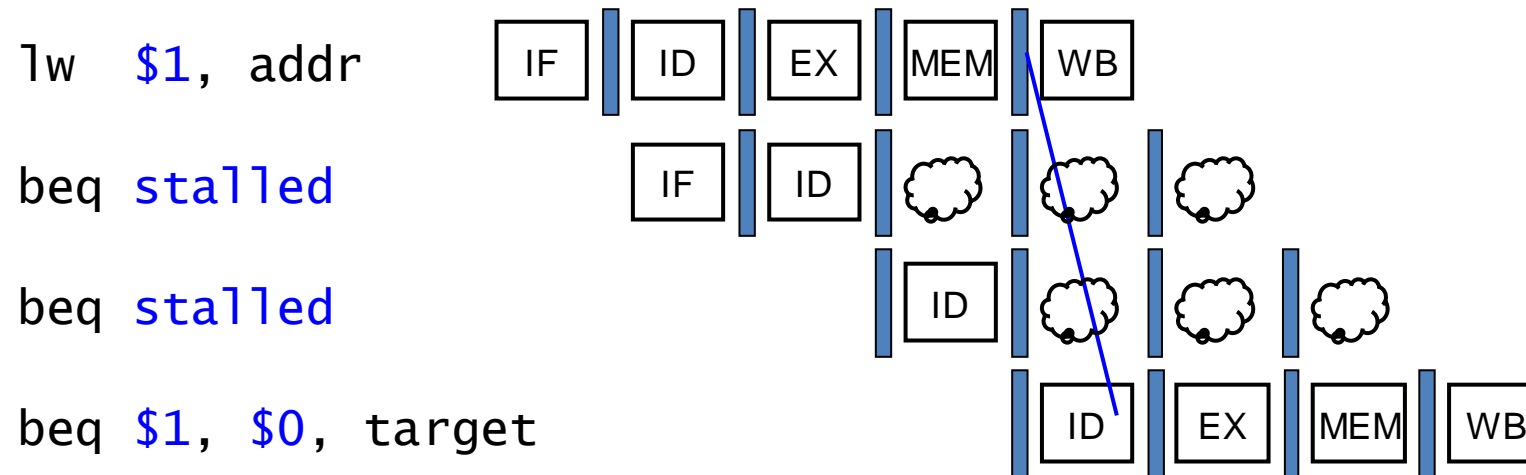 lw $1, addr IF ID EX MEM WB
beq stalled IF ID
beq stalled ID
beq $1, $0, target ID EX MEM WB